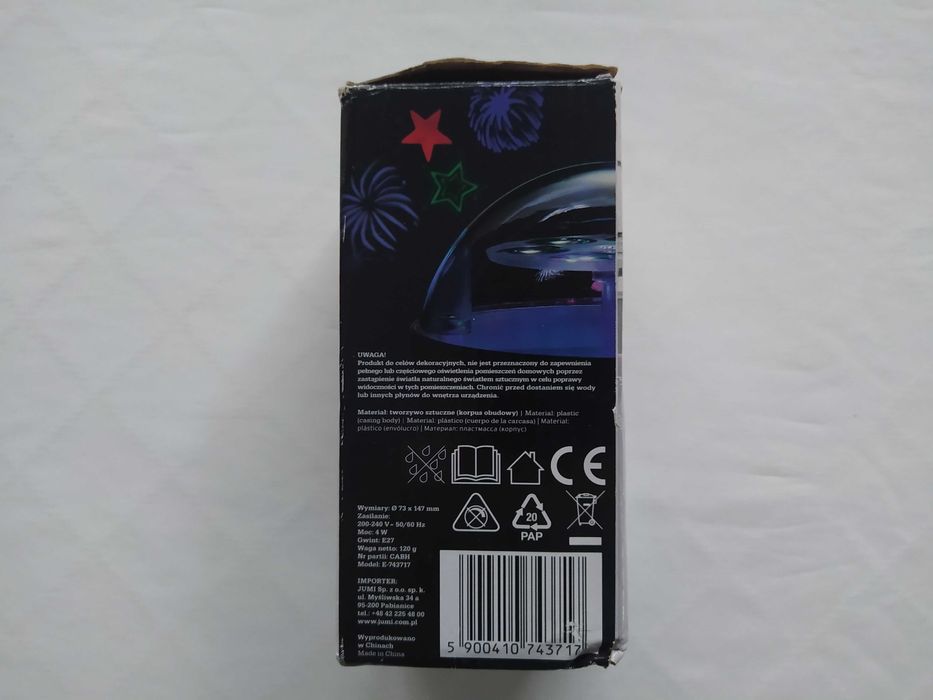 UWAGA!
Produkt do celów dekoracyjnych, nie jest przeznaczony do zapewnienia
pełnego lub częściowego oświetlenia pomieszczeń domowych poprzez
zastąpienie światła naturalnego światłem sztucznym w celu poprawy
widoczności w tych pomieszczeniach. Chronić przed dostaniem się wody
lub innych płynów do wnętrza urządzenia.
Materiał: tworzywo sztuczne (korpus obudowy) | Material: plastic
(casing body) | Material: plástico (cuerpo de la carcasa) | Material:
plástico (envólucro) | Материал: пластмасса (корпус)
CE
20
PAP
Wymiary: Ø 73 x 147 mm
Zasilanie:
200-240 V ~ 50/60 Hz
Moc: 4 W
Gwint: E27
Waga netto: 120 g
Nr partii: CABH
Model: E-743717
IMPORTER:
JUMI Sp. z o.o. sp. k.
ul. Myśliwska 34 a
95-200 Pabianice
tel.: +48 42 225 48 00
www.jumi.com.pl
Wyprodukowano
w Chinach
Made in China
5 900410 743717